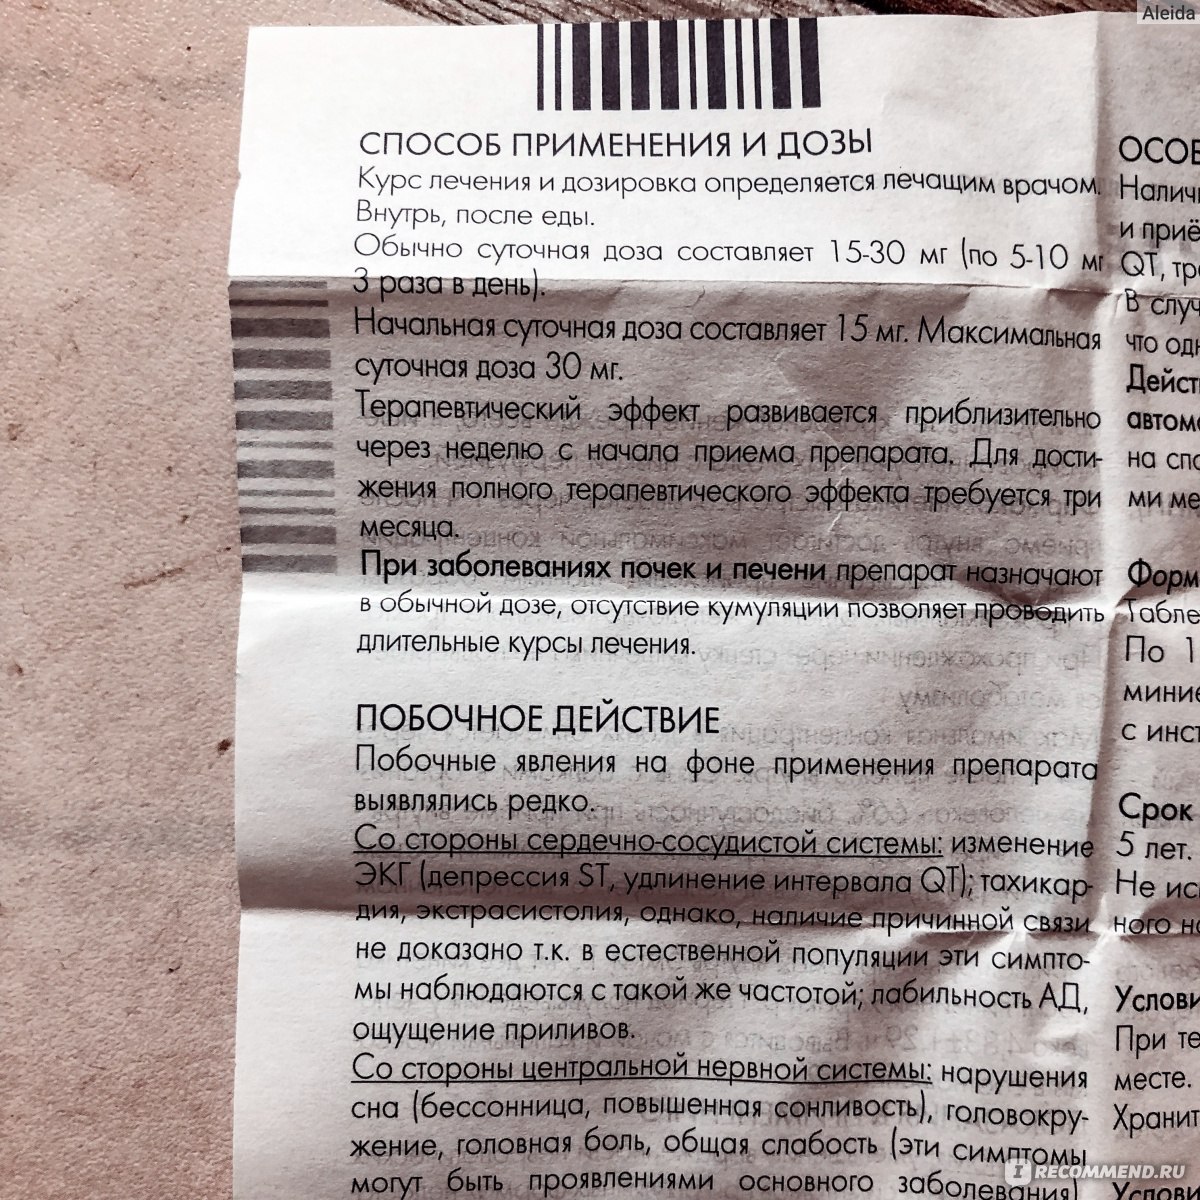 Aleida
СПОСОБ ПРИМЕНЕНИЯ И ДОЗЫ
Курс лечения и дозировка определяется лечащим врачом.
Внутрь, после еды.
Обычно суточная доза составляет 15-30 мг (по 5-10 мг
3 раза в день).
Начальная суточная доза составляет 15 мг. Максимальная
суточная доза 30 мг.
Терапевтический эффект развивается приблизительно
через неделю с начала приема препарата. Для дости-
жения полного терапевтического эффекта требуется три
месяца.
При заболеваниях почек и печени препарат назначают
в обычной дозе, отсутствие кумуляции позволяет проводить
длительные курсы лечения.
ПОБОЧНОЕ ДЕЙСТВИЕ
Побочные явления на фоне применения препарата
выявлялись редко.
Со стороны сердечно-сосудистой системы: изменение
ЭКГ (депрессия ST, удлинение интервала QT); тахикар-
дия, экстрасистолия, однако, наличие причинной связи
не доказано т.к. в естественной популяции эти симпто-
мы наблюдаются с такой же частотой; лабильность АД,
ощущение приливов.
Со стороны центральной нервной системы: нарушения
сна (бессонница, повышенная сонливость), головокру-
жение, головная боль, общая слабость (эти симптомы
могут быть проявлениями основного заболевания)
ОСОБ
Налич
и приё
QT, тр
В случ
что од
Дейст
автом
на спо
ми ме
Форм
Табле
По 1
мини
с инст
Срок
5 лет.
Не ис
ного н
Услови
При те
месте.
Хранит
Услови
IRECOMMEND.RU